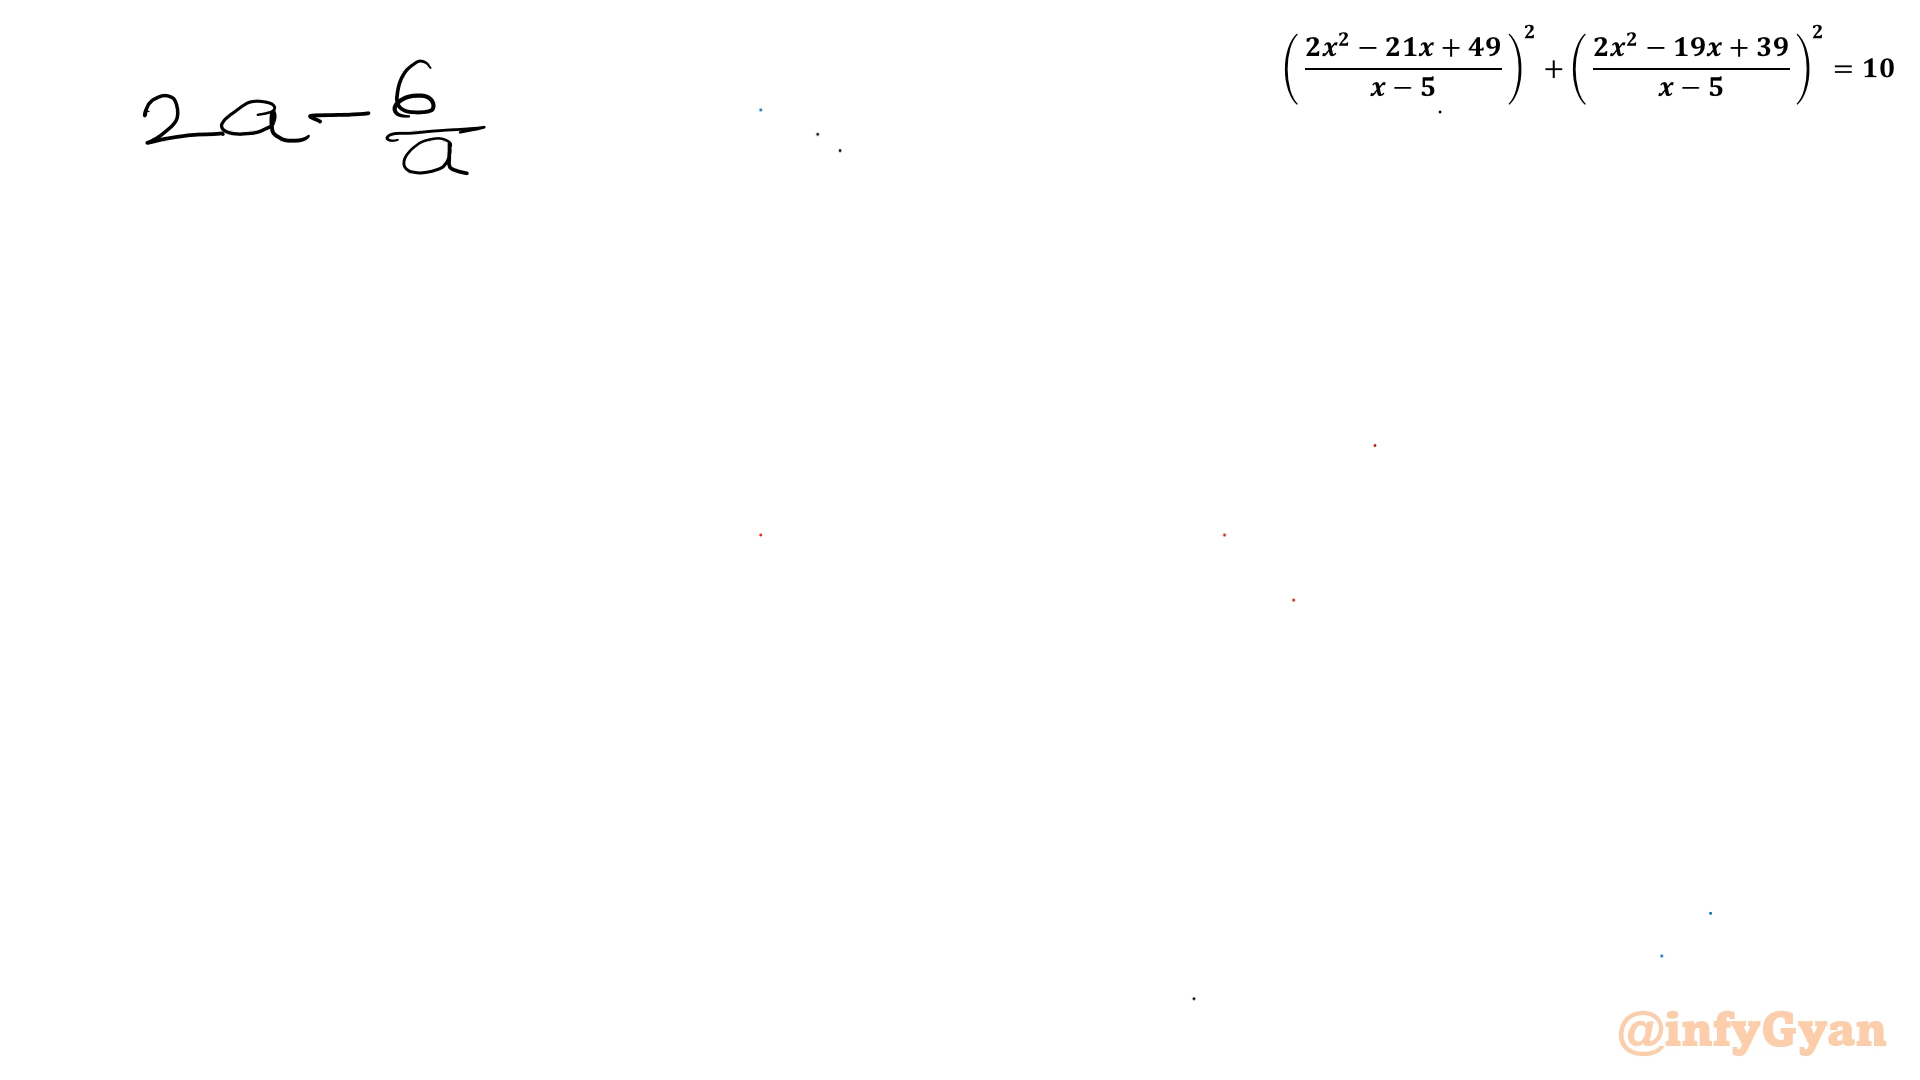 (2x² − 21x + 49 / x − 5)² + (2x² − 19x + 39 / x − 5)² = 10
2a − 6/a
@infyGyan